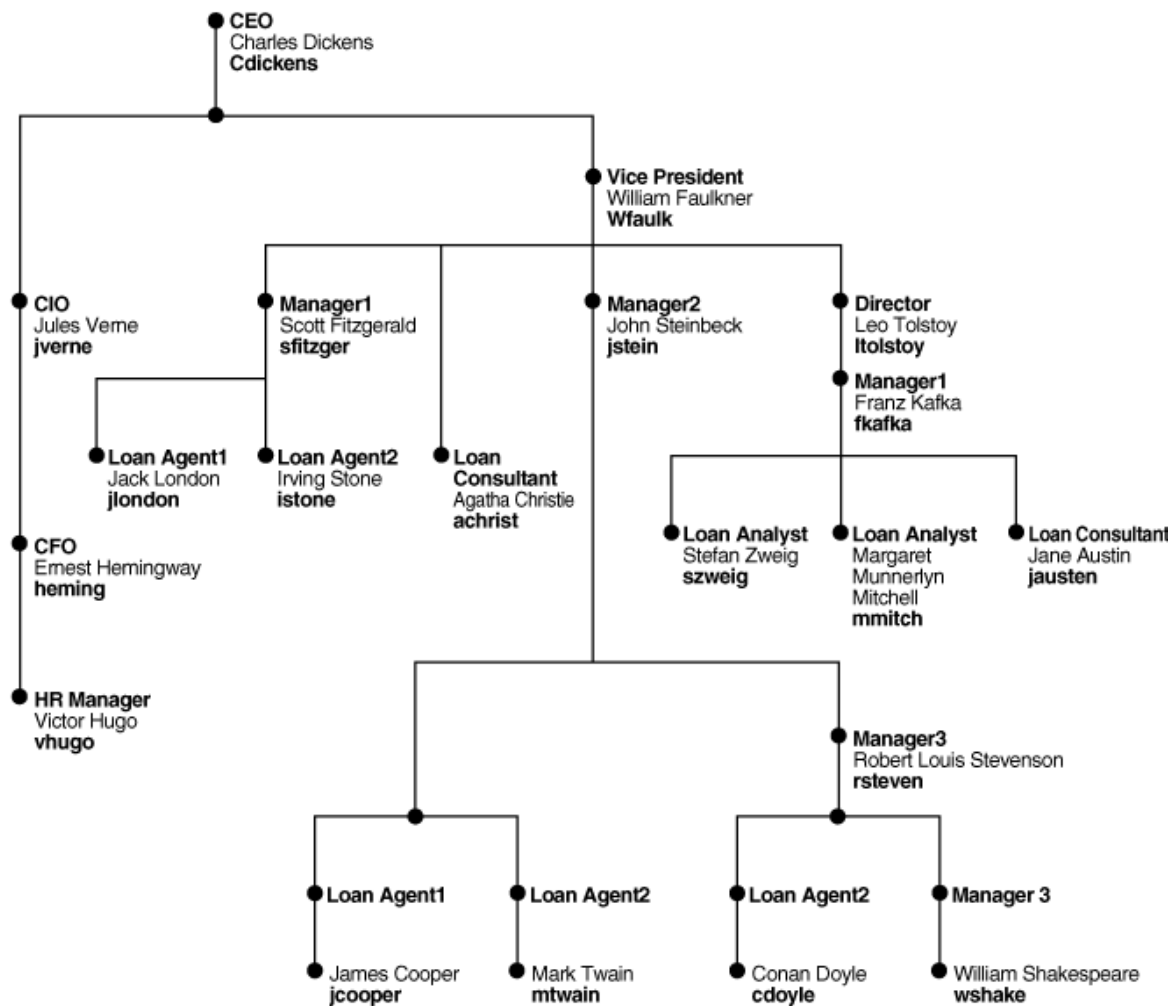 CEO
Charles Dickens
Cdickens
Vice President
William Faulkner
Wfaulk
CIO
Jules Verne
jverne
Manager1
Scott Fitzgerald
sfitzger
Manager2
John Steinbeck
jstein
Director
Leo Tolstoy
ltolstoy
Manager1
Franz Kafka
fkafka
Loan Agent1
Jack London
jlondon
Loan Agent2
Irving Stone
istone
Loan
Consultant
Agatha Christie
achrist
CFO
Ernest Hemingway
heming
Loan Analyst
Stefan Zweig
szweig
Loan Analyst
Margaret
Munnerlyn
Mitchell
mmitch
Loan Consultant
Jane Austin
jausten
HR Manager
Victor Hugo
vhugo
Manager3
Robert Louis Stevenson
rsteven
Loan Agent1
Loan Agent2
Loan Agent2
Manager 3
James Cooper
jcooper
Mark Twain
mtwain
Conan Doyle
cdoyle
William Shakespeare
wshake